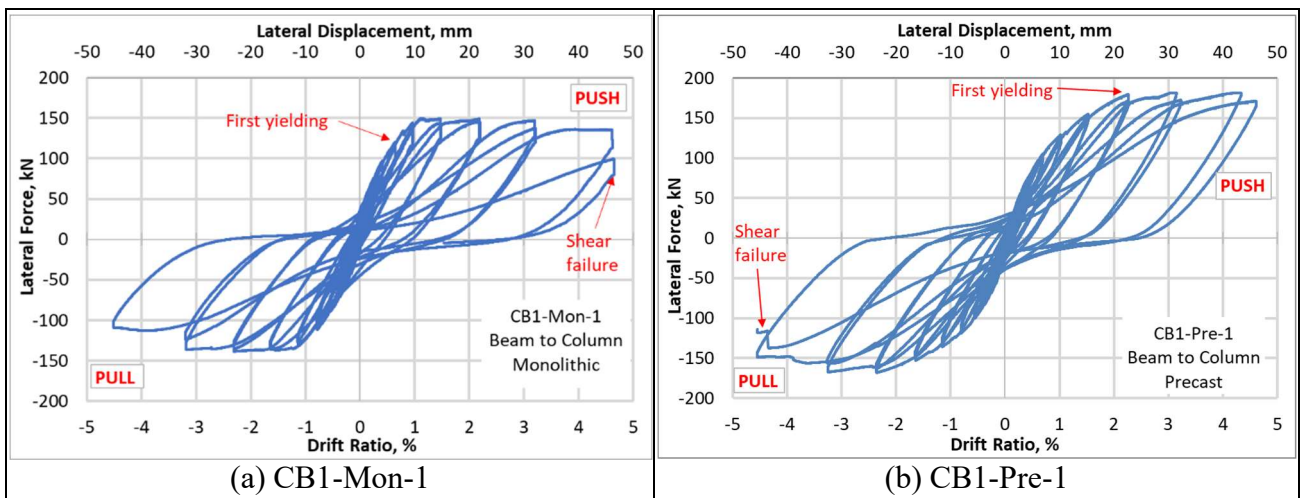 Lateral Displacement, mm
-50 -40 -30 -20 -10 0 10 20 30 40 50
200
150
100
50
0
-50
-100
-150
-200
Lateral Force, kN
PUSH
First yielding
Shear
failure
CB1-Mon-1
Beam to Column
Monolithic
PULL
-5 -4 -3 -2 -1 0 1 2 3 4 5
Drift Ratio, %
(a) CB1-Mon-1
Lateral Displacement, mm
-50 -40 -30 -20 -10 0 10 20 30 40 50
200
150
100
50
0
-50
-100
-150
-200
Lateral Force, kN
First yielding
PUSH
Shear
failure
CB1-Pre-1
Beam to Column
Precast
PULL
-5 -4 -3 -2 -1 0 1 2 3 4 5
Drift Ratio, %
(b) CB1-Pre-1